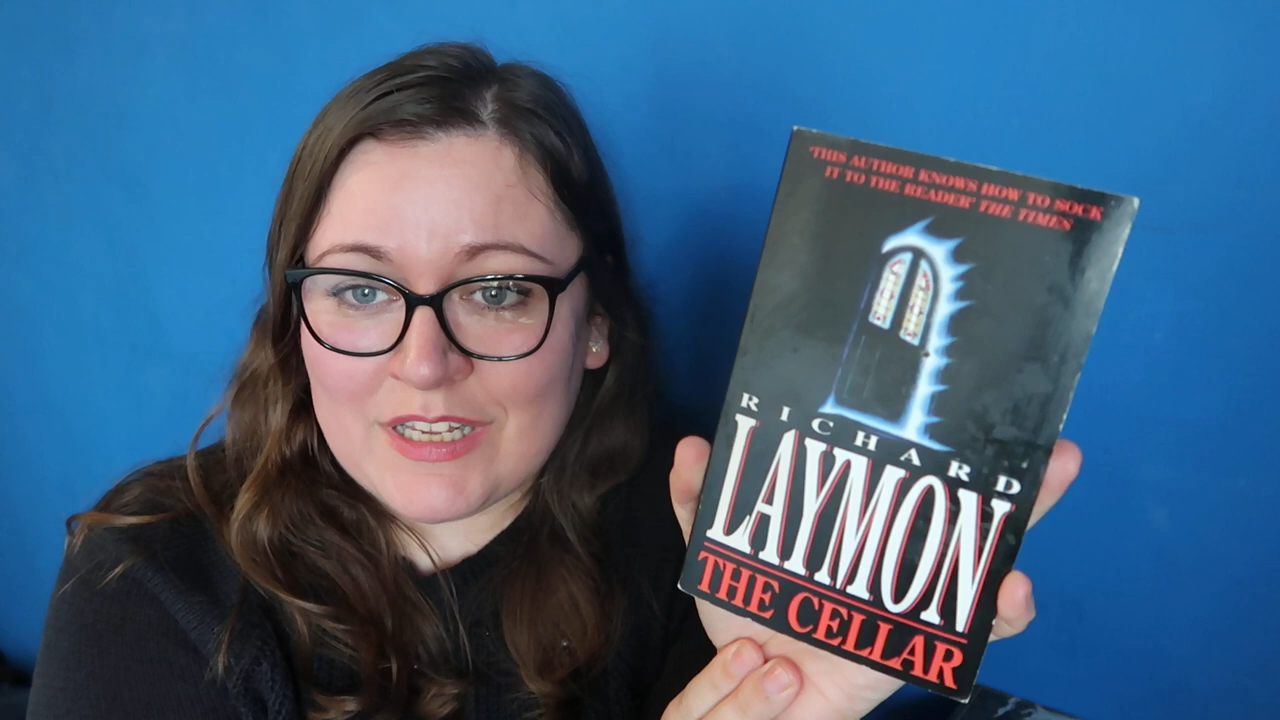 'THIS AUTHOR KNOWS HOW TO SOCK
IT TO THE READER' THE TIMES
RICHARD
LAYMON
THE CELLAR